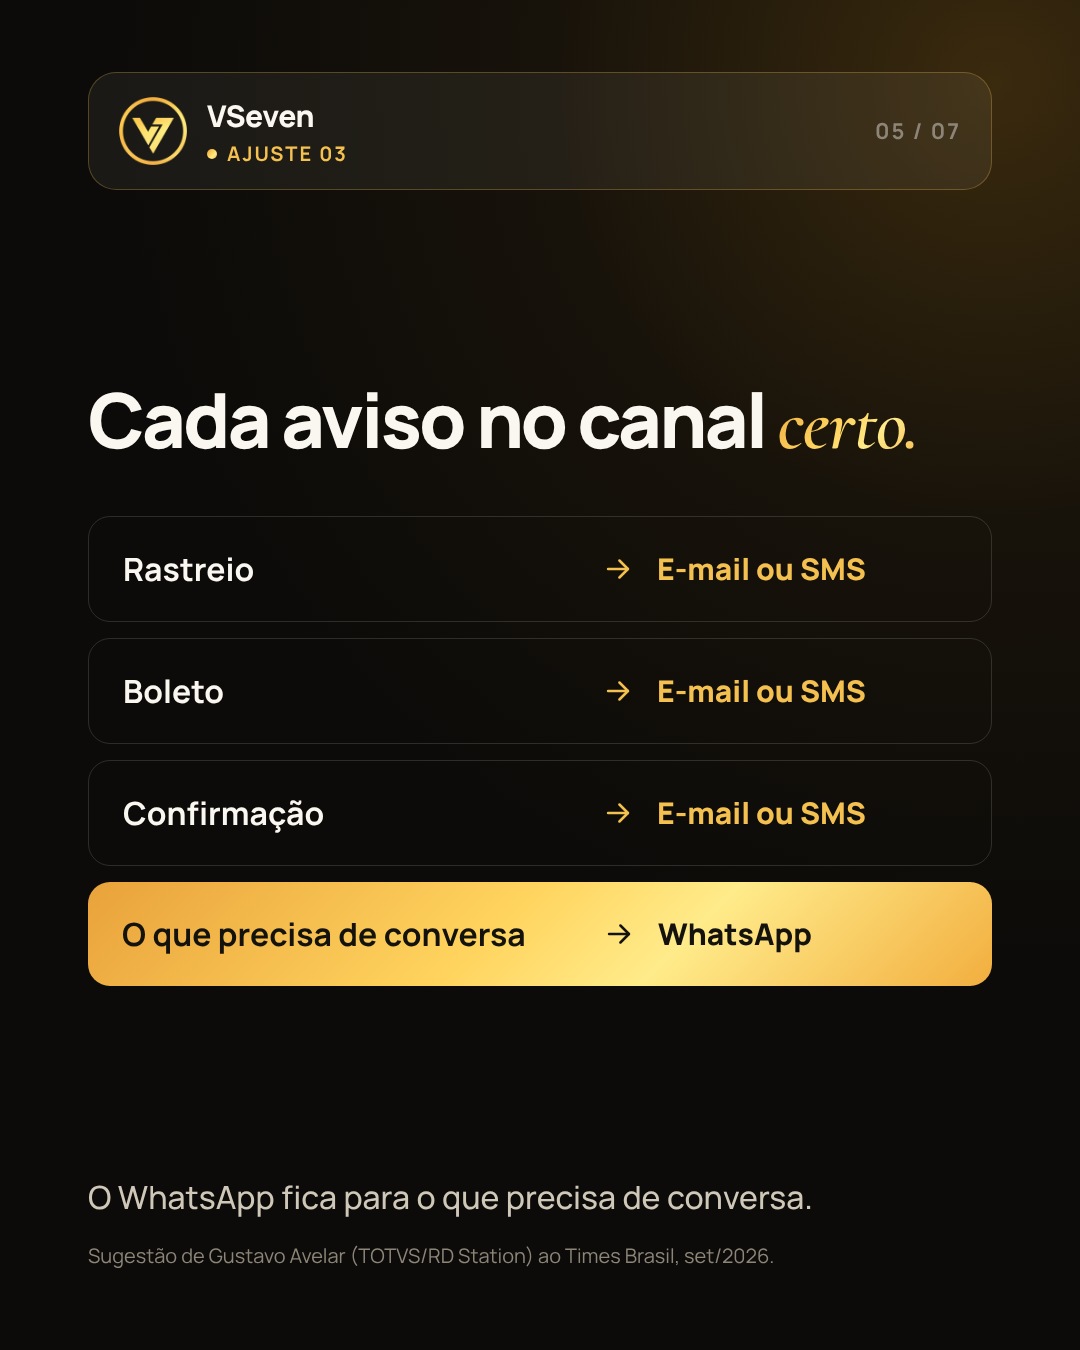 VSeven
AJUSTE 03
05 / 07
Cada aviso no canal certo.
Rastreio → E-mail ou SMS
Boleto → E-mail ou SMS
Confirmação → E-mail ou SMS
O que precisa de conversa → WhatsApp
O WhatsApp fica para o que precisa de conversa.
Sugestão de Gustavo Avelar (TOTVS/RD Station) ao Times Brasil, set/2026.